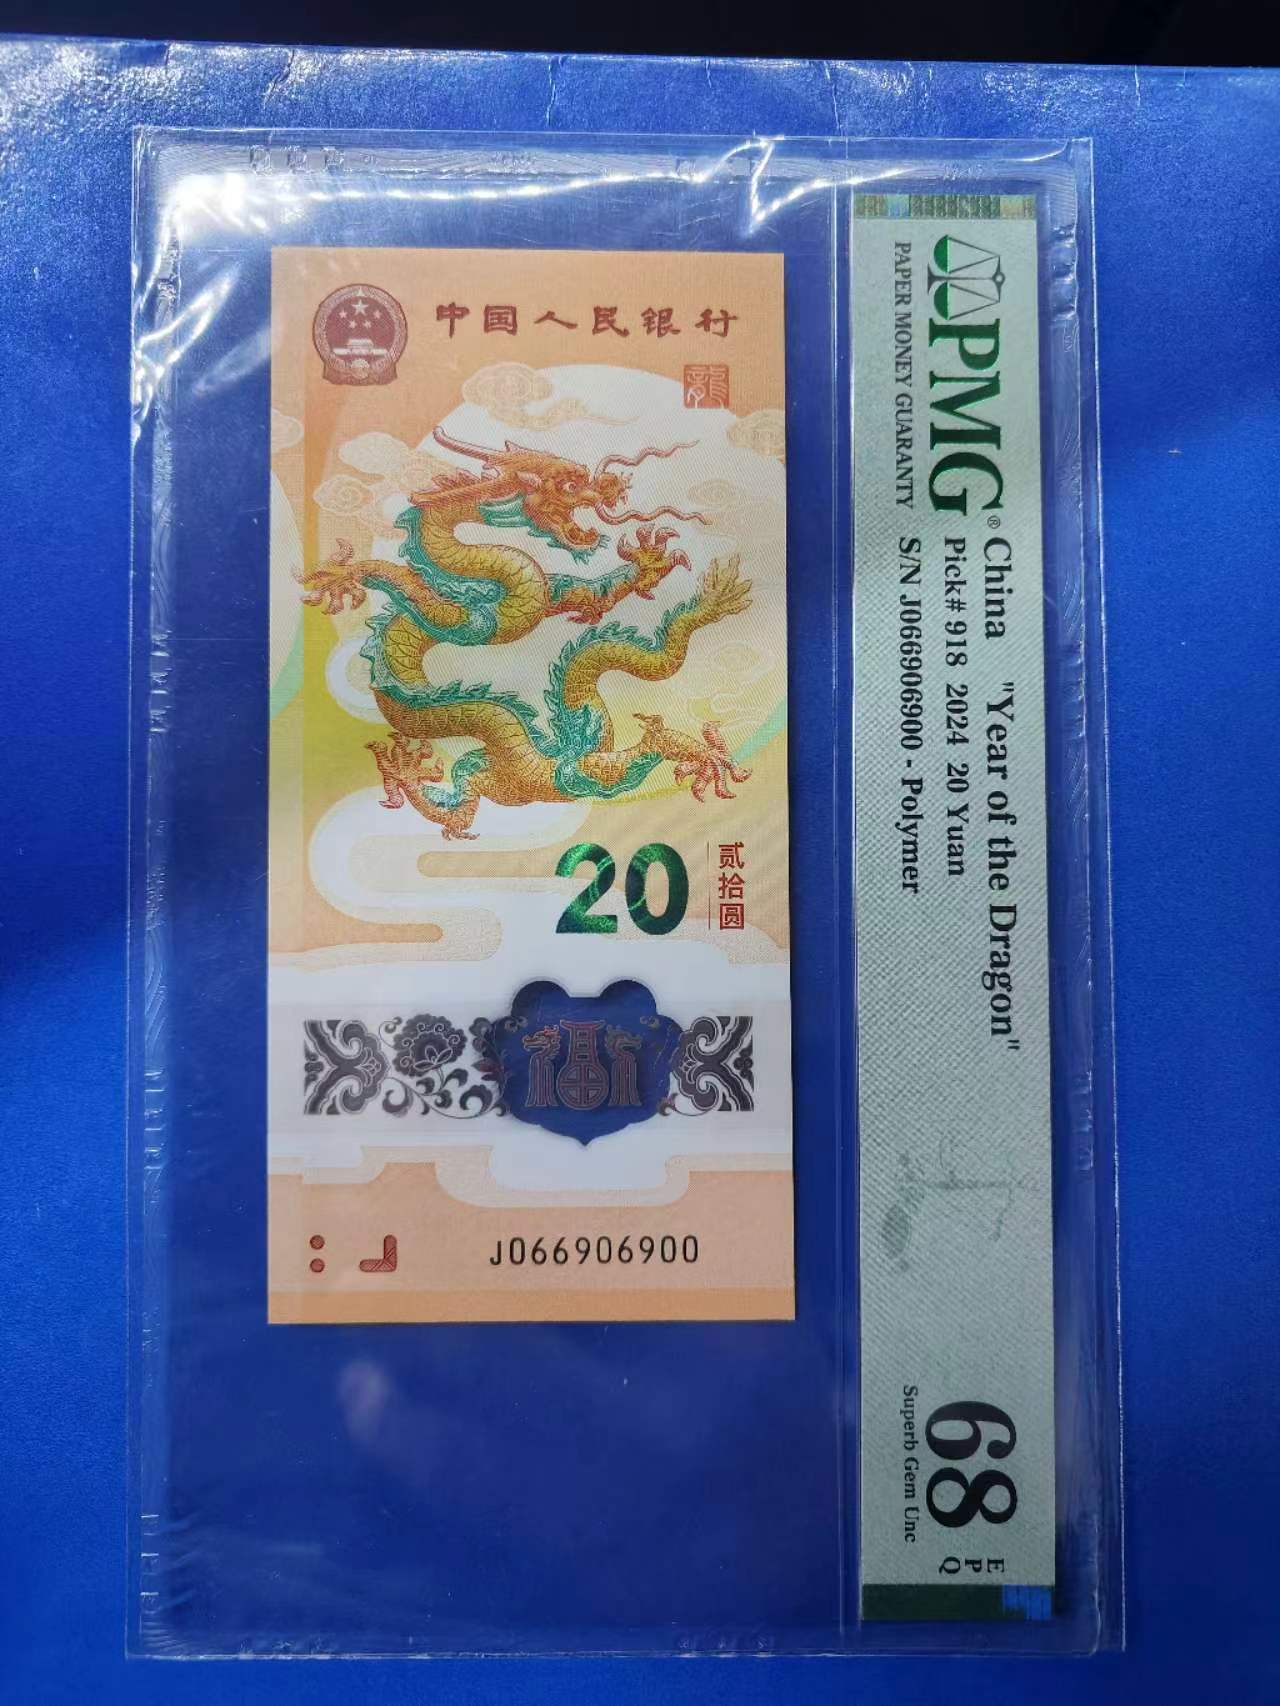 中国人民银行
龍
20
贰拾圆
福
J066906900
PMG®
PAPER MONEY GUARANTY
China "Year of the Dragon"
Pick# 918 2024 20 Yuan
S/N J066906900 - Polymer
68
EPQ
Superb Gem Unc